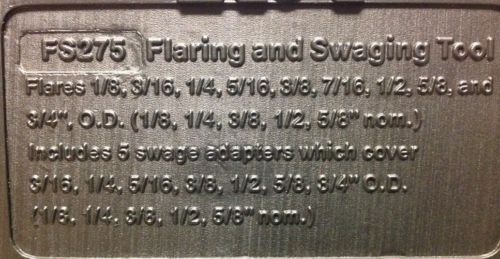 FS275 Flaring and Swaging Tool
Flares 1/8, 3/16, 1/4, 5/16, 3/8, 7/16, 1/2, 5/8, and
3/4", O.D. (1/8, 1/4, 3/8, 1/2, 5/8" nom.)
Includes 5 swage adapters which cover
3/16, 1/4, 5/16, 3/8, 1/2, 5/8, 3/4" O.D.
(1/8, 1/4, 3/8, 1/2, 5/8" nom.)